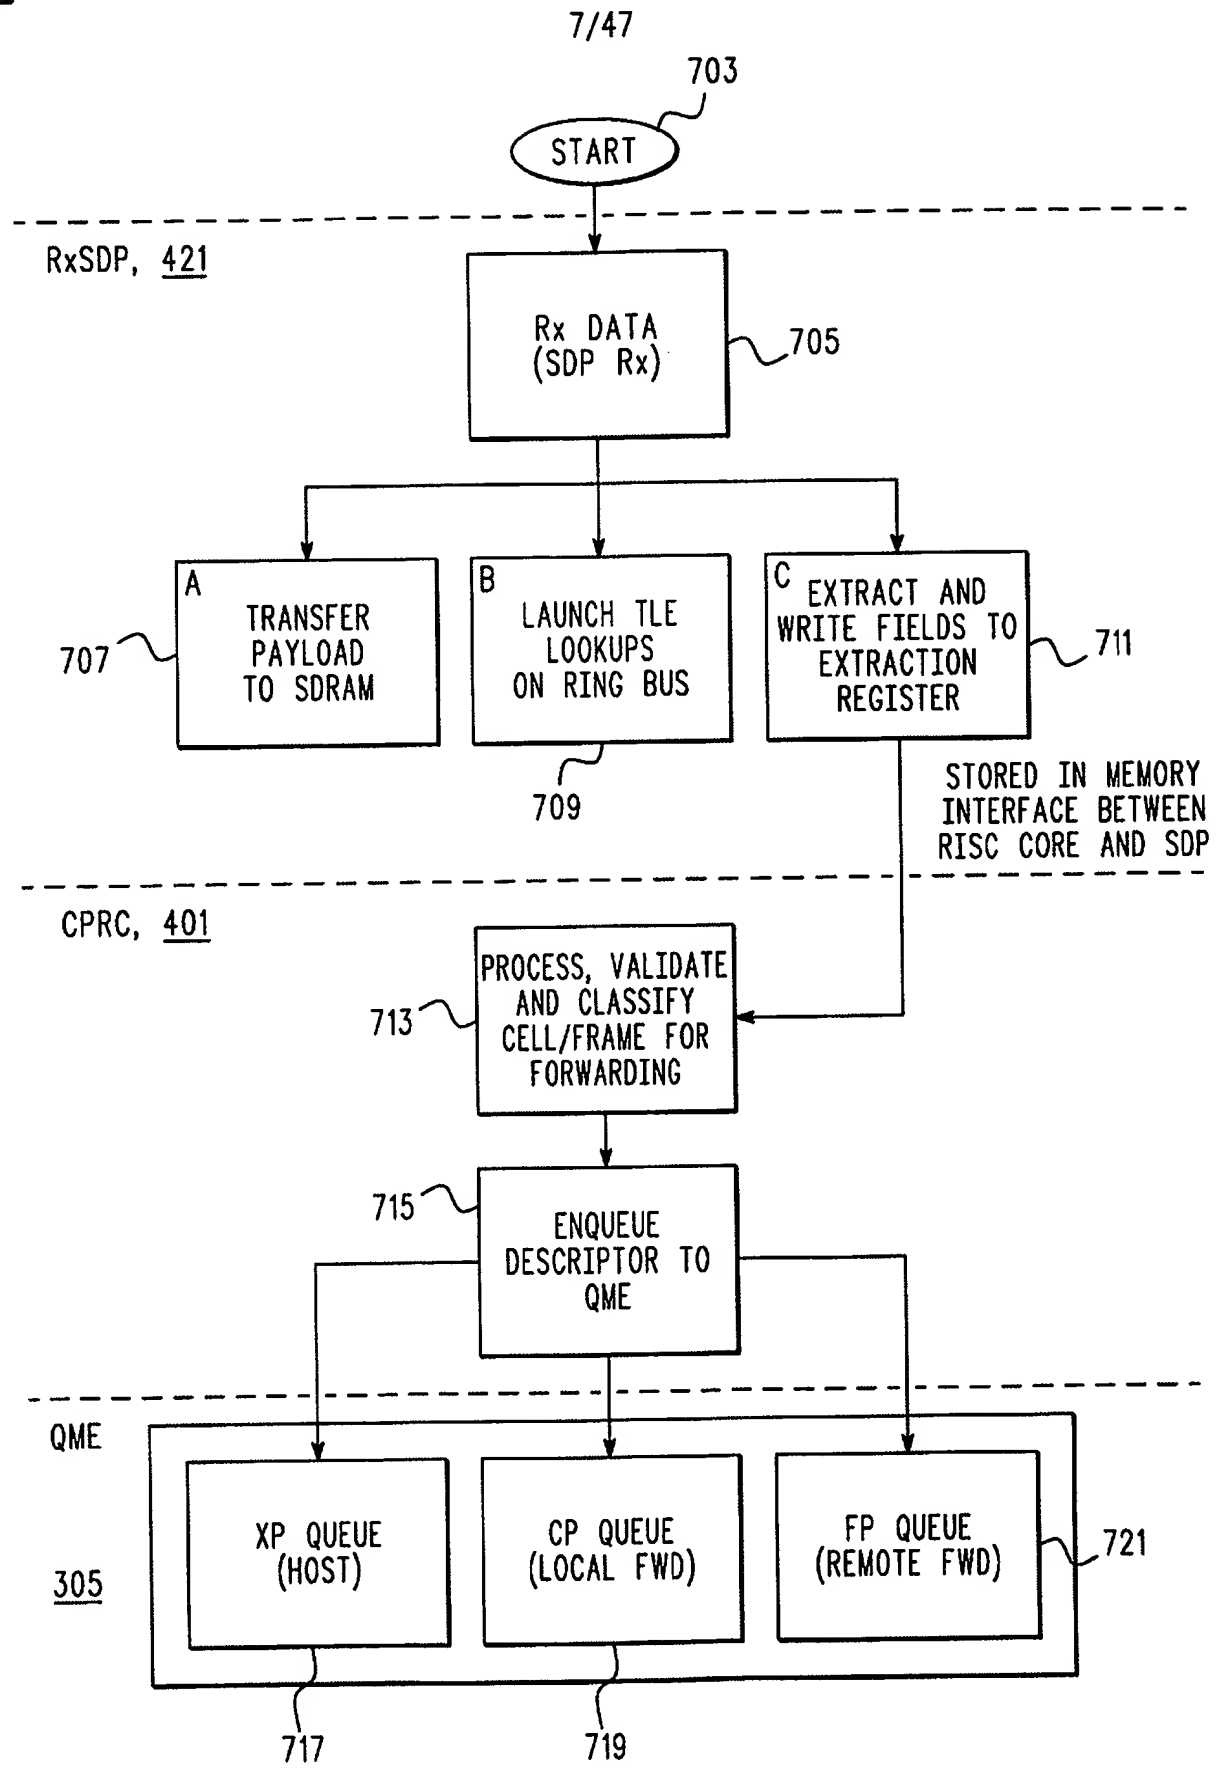 7/47
703
START
RxSDP, 421
Rx DATA
(SDP Rx)
705
A
TRANSFER
PAYLOAD
TO SDRAM
707
B
LAUNCH TLE
LOOKUPS
ON RING BUS
709
C
EXTRACT AND
WRITE FIELDS TO
EXTRACTION
REGISTER
711
STORED IN MEMORY
INTERFACE BETWEEN
RISC CORE AND SDP
CPRC, 401
PROCESS, VALIDATE
AND CLASSIFY
CELL/FRAME FOR
FORWARDING
713
715
ENQUEUE
DESCRIPTOR TO
QME
QME
305
XP QUEUE
(HOST)
CP QUEUE
(LOCAL FWD)
FP QUEUE
(REMOTE FWD)
721
717
719